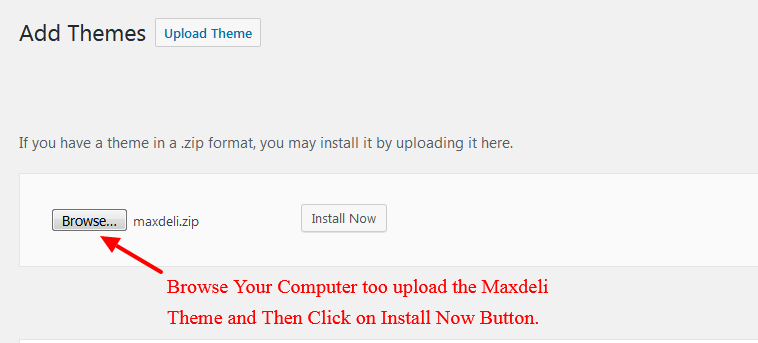 Add Themes Upload Theme
If you have a theme in a .zip format, you may install it by uploading it here.
Browse... maxdeli.zip Install Now
Browse Your Computer too upload the Maxdeli
Theme and Then Click on Install Now Button.